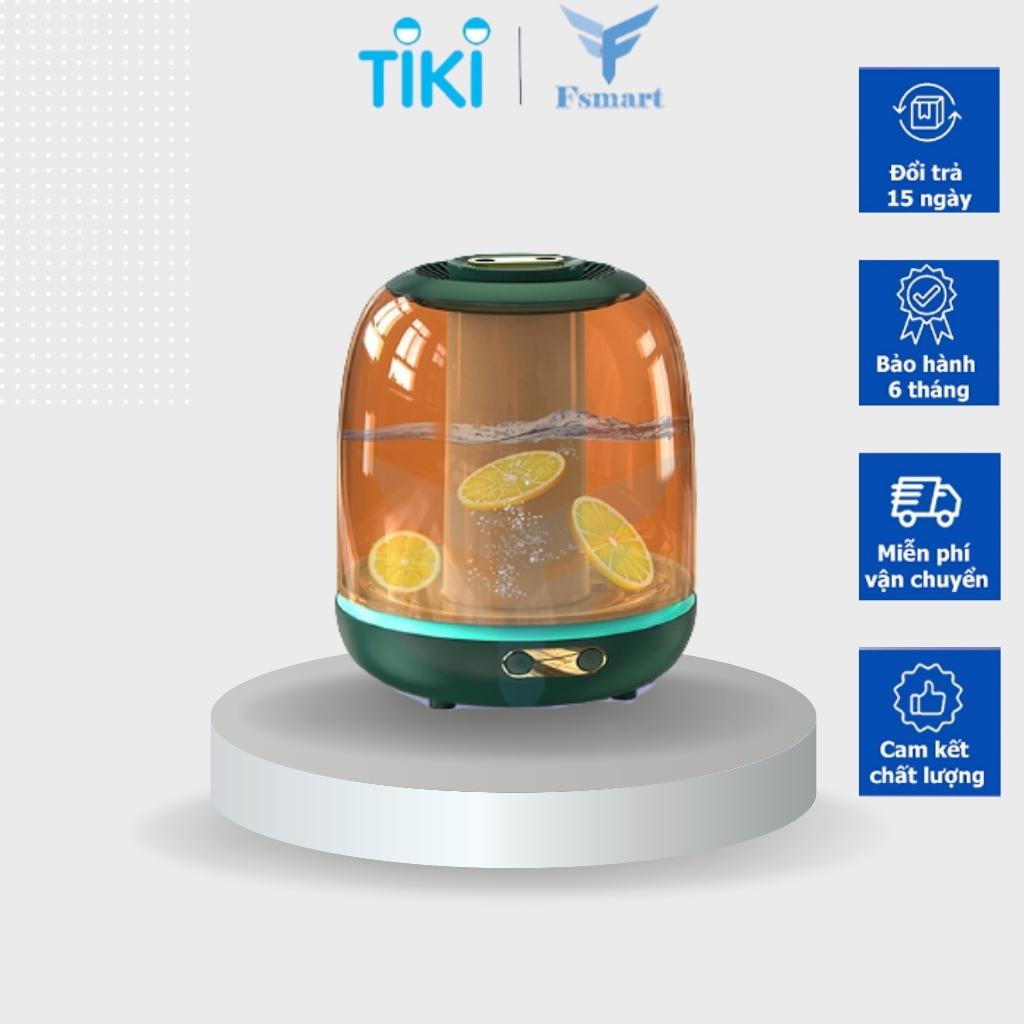 TIKI
Fsmart
Đổi trả
15 ngày
Bảo hành
6 tháng
Miễn phí
vận chuyển
Cam kết
chất lượng